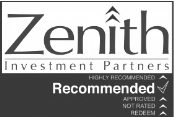 Zenith
Investment Partners
HIGHLY RECOMMENDED
Recommended
APPROVED
NOT RATED
REDEEM